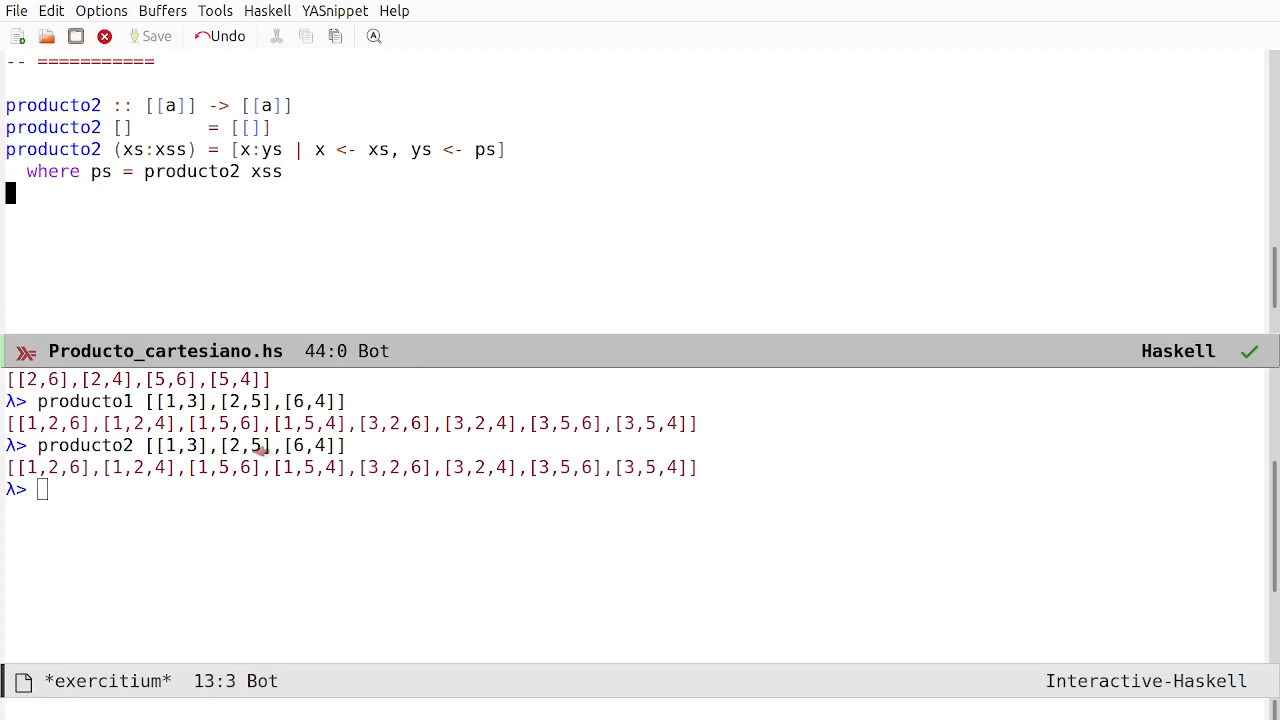 File Edit Options Buffers Tools Haskell YASnippet Help
Save Undo
-- ===========
producto2 :: [[a]] -> [[a]]
producto2 []       = [[]]
producto2 (xs:xss) = [x:ys | x <- xs, ys <- ps]
  where ps = producto2 xss
Producto_cartesiano.hs 44:0 Bot Haskell
[[2,6],[2,4],[5,6],[5,4]]
λ> producto1 [[1,3],[2,5],[6,4]]
[[1,2,6],[1,2,4],[1,5,6],[1,5,4],[3,2,6],[3,2,4],[3,5,6],[3,5,4]]
λ> producto2 [[1,3],[2,5],[6,4]]
[[1,2,6],[1,2,4],[1,5,6],[1,5,4],[3,2,6],[3,2,4],[3,5,6],[3,5,4]]
λ>
*exercitium* 13:3 Bot Interactive-Haskell